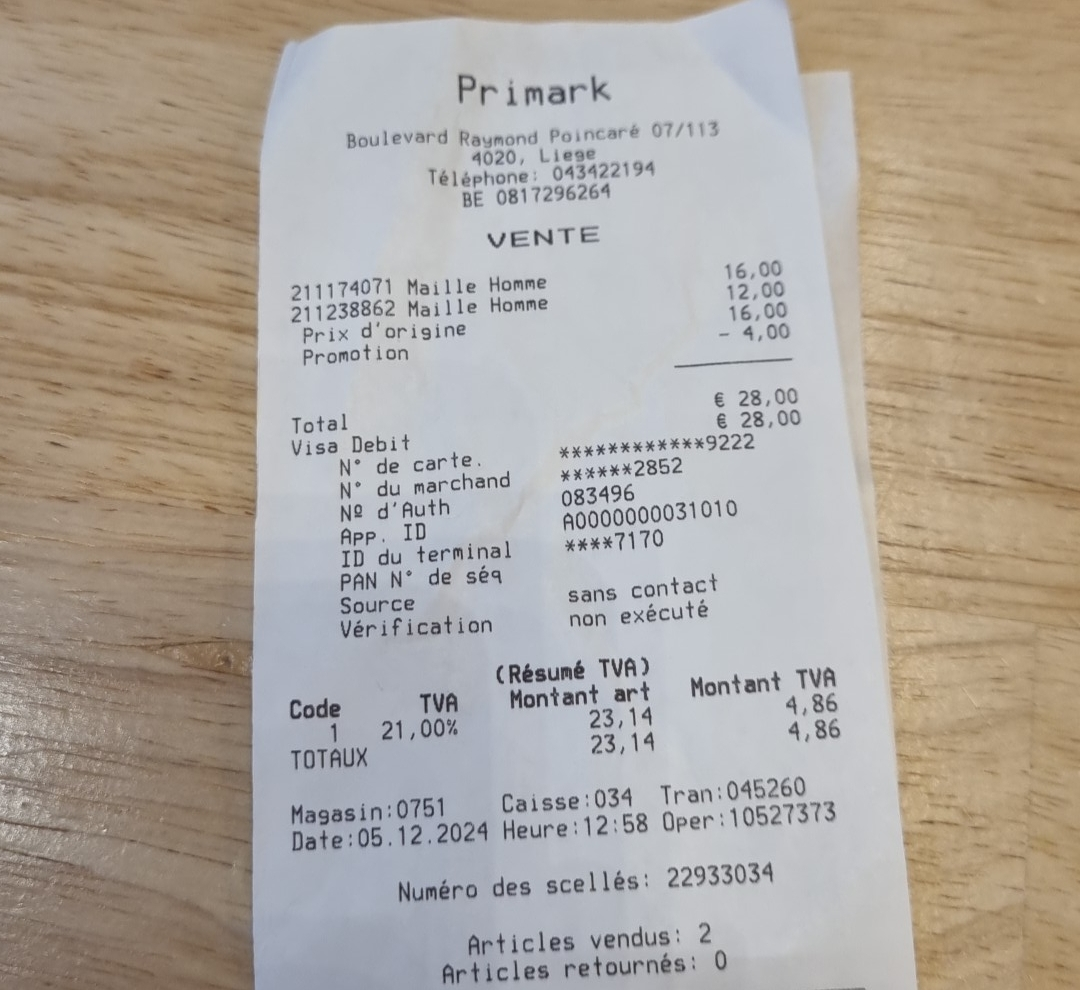 Primark
Boulevard Raymond Poincaré 07/113
4020, Liege
Téléphone: 043422194
BE 0817296264
VENTE
211174071 Maille Homme 16,00
211238862 Maille Homme 12,00
Prix d'origine 16,00
Promotion - 4,00
Total € 28,00
Visa Debit € 28,00
N° de carte. ************9222
N° du marchand ******2852
Nº d'Auth 083496
App. ID A0000000031010
ID du terminal ****7170
PAN N° de séq
Source sans contact
Vérification non exécuté
(Résumé TVA)
Code TVA Montant art Montant TVA
1 21,00% 23,14 4,86
TOTAUX 23,14 4,86
Magasin:0751 Caisse:034 Tran:045260
Date:05.12.2024 Heure:12:58 Oper:10527373
Numéro des scellés: 22933034
Articles vendus: 2
Articles retournés: 0